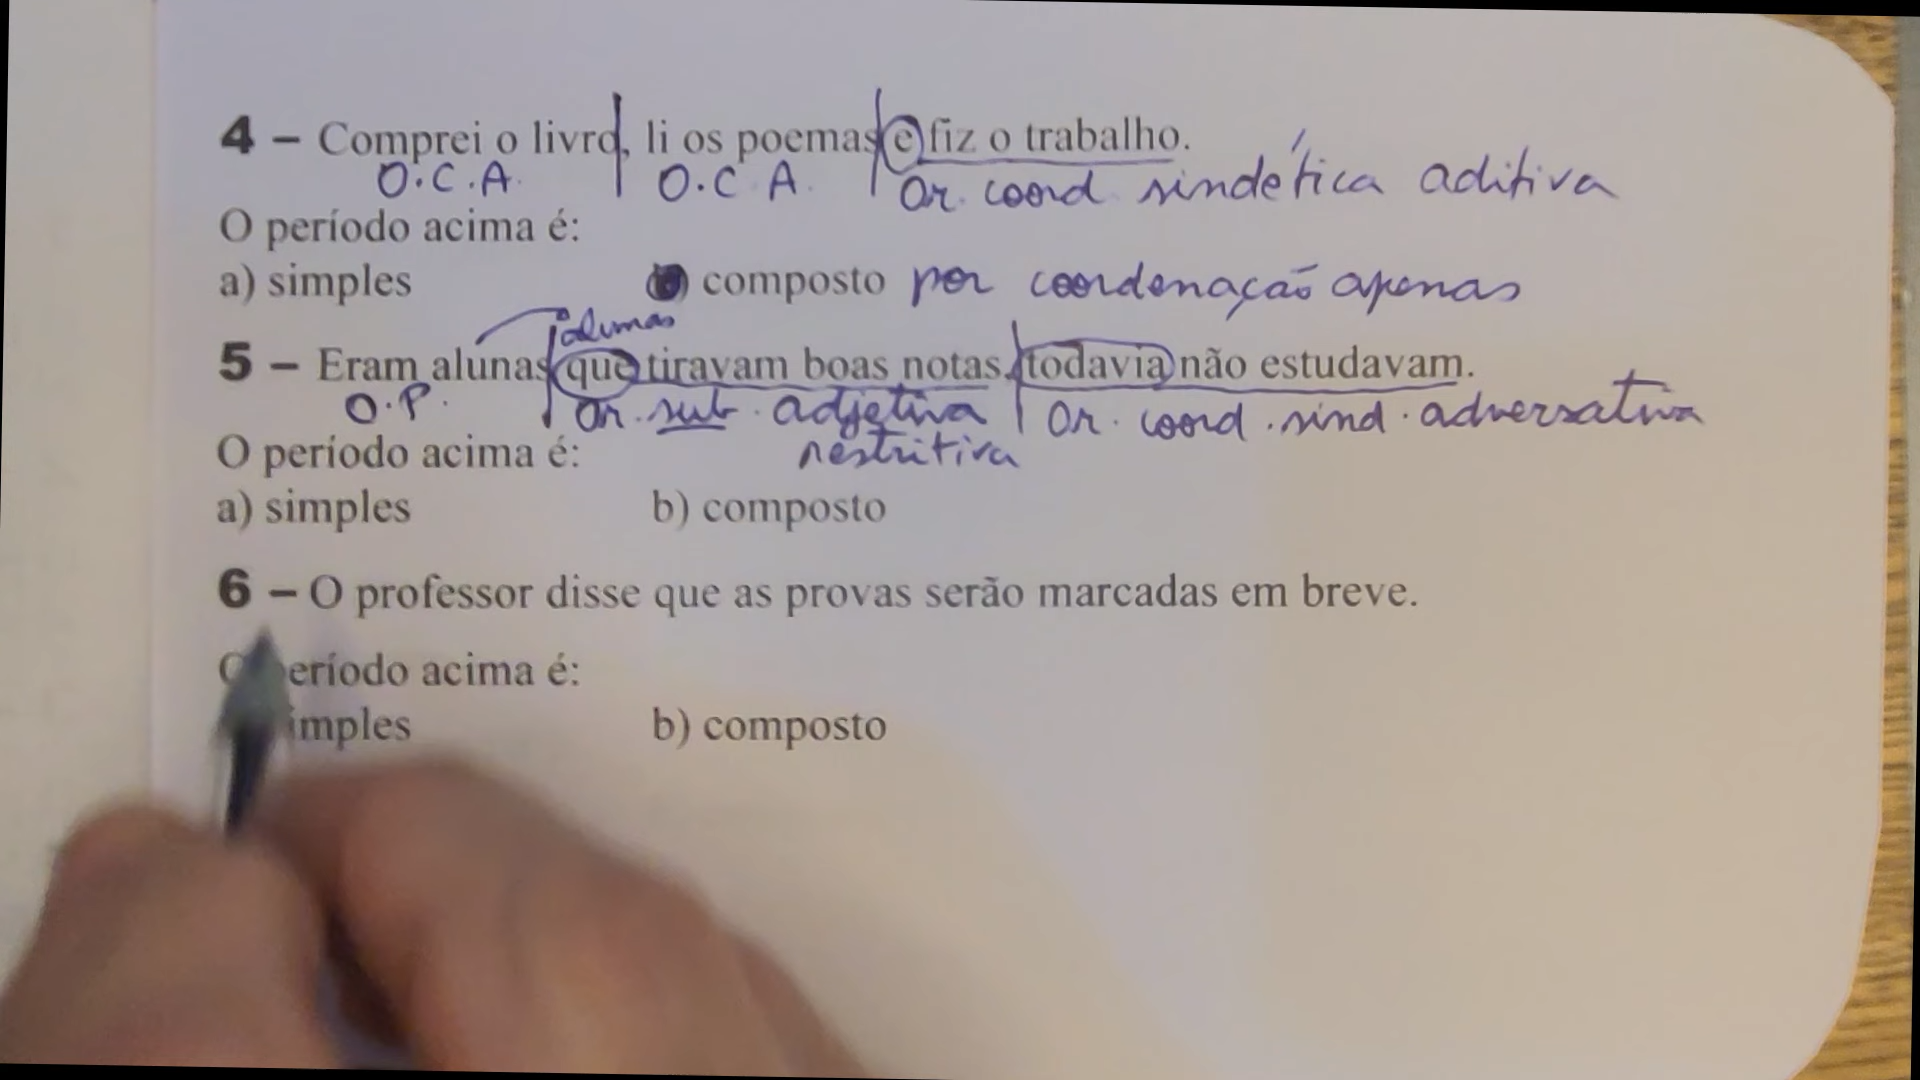 4 – Comprei o livro, li os poemas e fiz o trabalho.
O.C.A. O.C A. Or. coord sindética aditiva
O período acima é:
a) simples composto por coordenação apenas
alunas
5 – Eram alunas que tiravam boas notas, todavia não estudavam.
O.P. Or. sub. adjetiva Or. coord. sind. adversativa
O período acima é: restritiva
a) simples b) composto
6 – O professor disse que as provas serão marcadas em breve.
período acima é:
simples b) composto